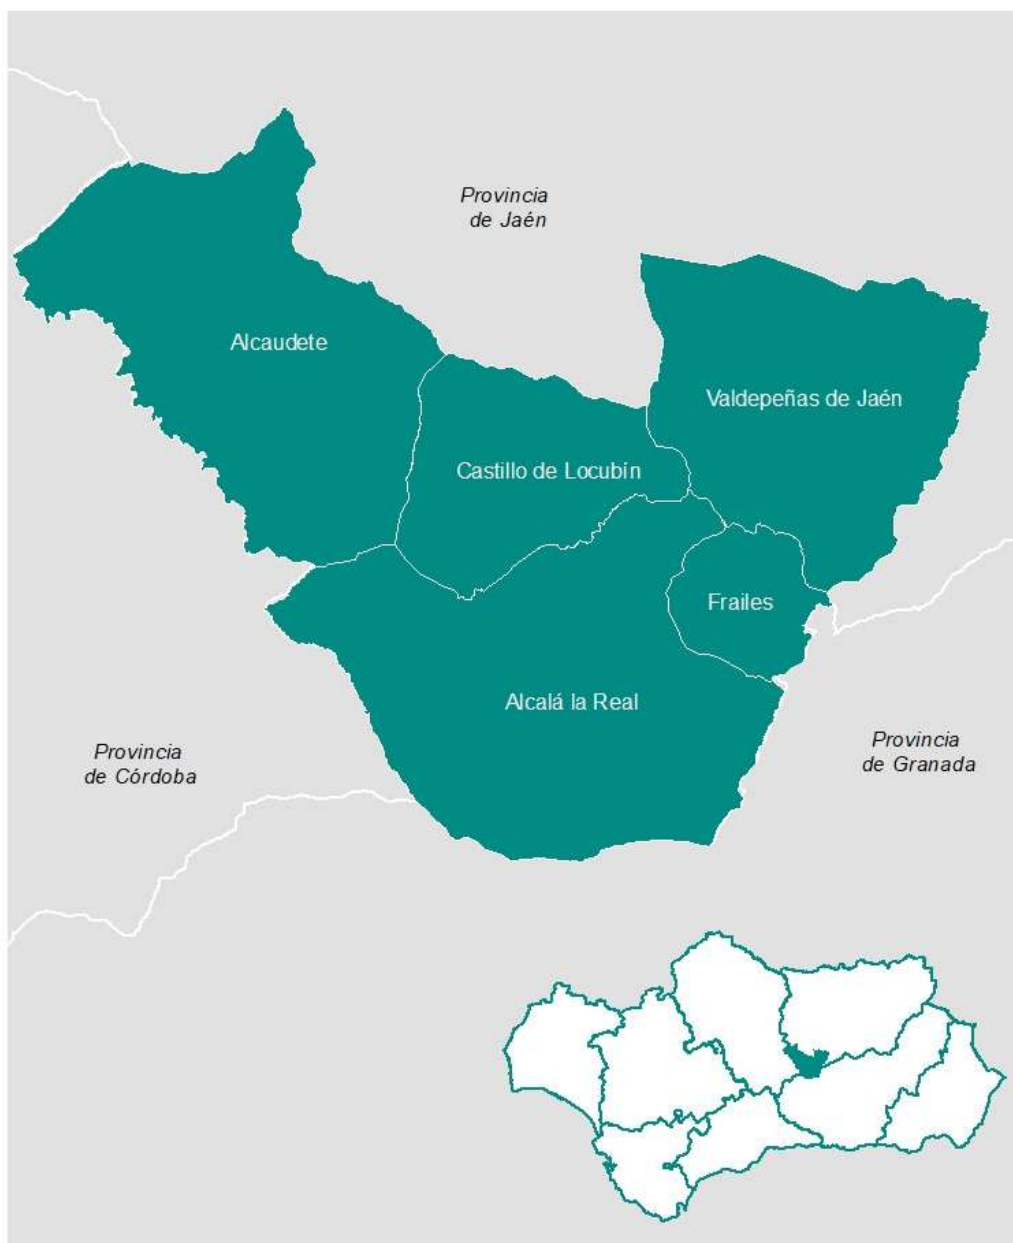 Provincia
de Jaén
Alcaudete
Valdepeñas de Jaén
Castillo de Locubín
Frailes
Alcalá la Real
Provincia
de Córdoba
Provincia
de Granada